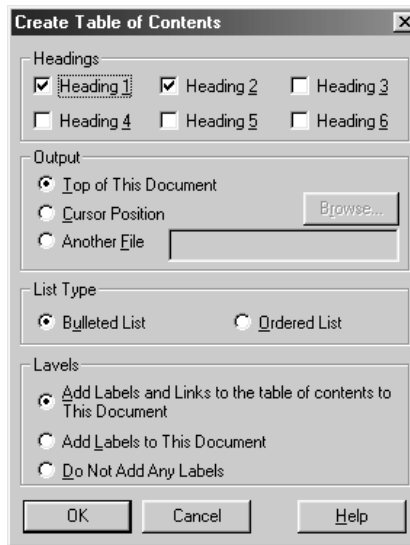 Create Table of Contents
Headings
Heading 1 Heading 2 Heading 3
Heading 4 Heading 5 Heading 6
Output
Top of This Document
Cursor Position Browse...
Another File
List Type
Bulleted List Ordered List
Lavels
Add Labels and Links to the table of contents to
This Document
Add Labels to This Document
Do Not Add Any Labels
OK Cancel Help